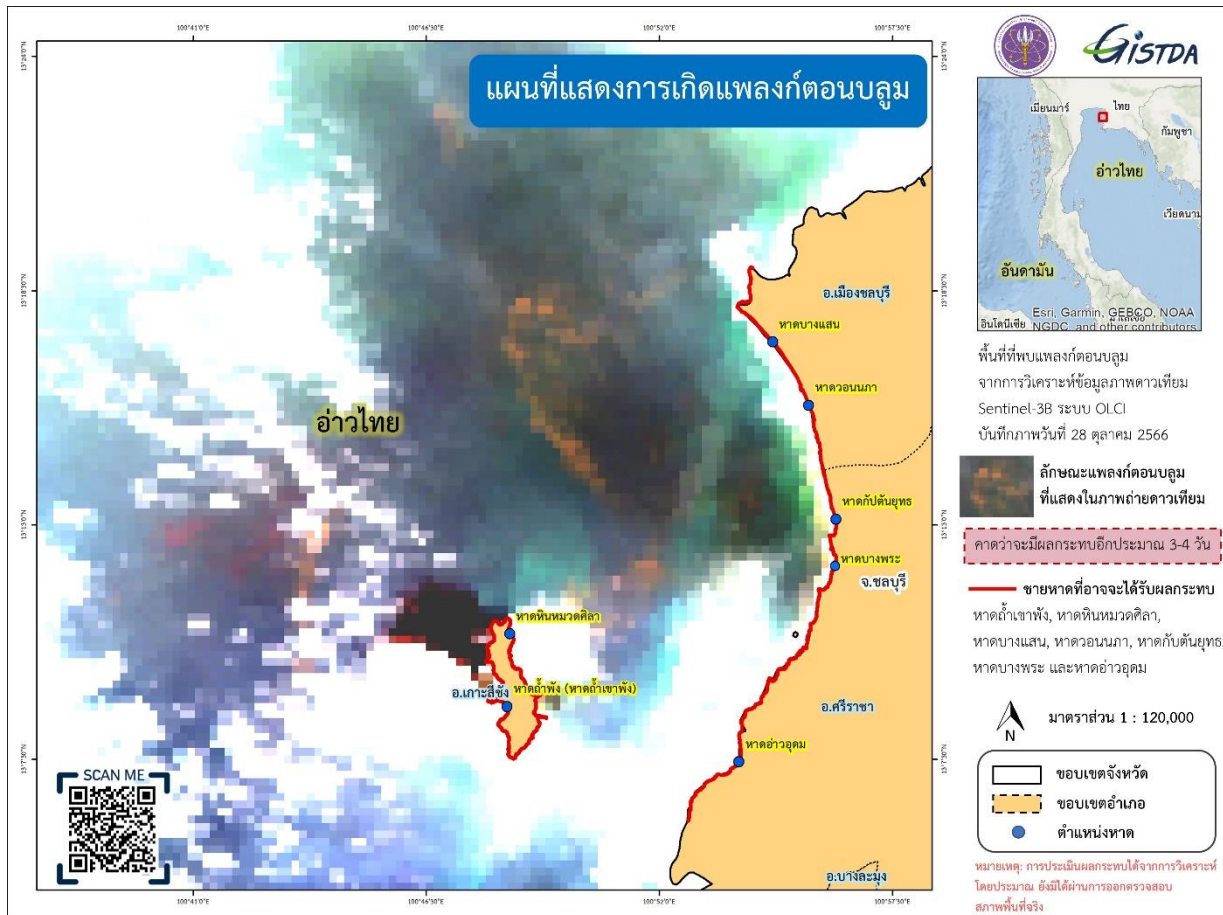 100°41'0"E
100°46'30"E
100°52'0"E
100°57'30"E
แผนที่แสดงการเกิดแพลงก์ตอนบลูม
GISTDA
เมียนมาร์
ไทย
กัมพูชา
อ่าวไทย
เวียดนาม
อันดามัน
อินโดนีเซีย
มาเลเซีย
Esri, Garmin, GEBCO, NOAA
NGDC, and other contributors
13°18'30"N
13°18'30"N
อ.เมืองชลบุรี
หาดบางแสน
หาดวอนนภา
อ่าวไทย
หาดกัปตันยุทธ
13°13'0"N
13°13'0"N
หาดบางพระ
จ.ชลบุรี
หาดหินหมวดศิลา
อ.เกาะสีชัง
หาดถ้ำพัง (หาดถ้ำเขาพัง)
อ.ศรีราชา
หาดอ่าวอุดม
13°7'30"N
13°7'30"N
อ.บางละมุง
SCAN ME
100°41'0"E
100°46'30"E
100°52'0"E
100°57'30"E
พื้นที่ที่พบแพลงก์ตอนบลูม
จากการวิเคราะห์ข้อมูลภาพดาวเทียม
Sentinel-3B ระบบ OLCI
บันทึกภาพวันที่ 28 ตุลาคม 2566
ลักษณะแพลงก์ตอนบลูม
ที่แสดงในภาพถ่ายดาวเทียม
คาดว่าจะมีผลกระทบอีกประมาณ 3-4 วัน
ชายหาดที่อาจจะได้รับผลกระทบ
หาดถ้ำเขาพัง, หาดหินหมวดศิลา,
หาดบางแสน, หาดวอนนภา, หาดกัปตันยุทธ,
หาดบางพระ และหาดอ่าวอุดม
N
มาตราส่วน 1 : 120,000
ขอบเขตจังหวัด
ขอบเขตอำเภอ
ตำแหน่งหาด
หมายเหตุ: การประเมินผลกระทบได้จากการวิเคราะห์
โดยประมาณ ยังมิได้ผ่านการออกตรวจสอบ
สภาพพื้นที่จริง